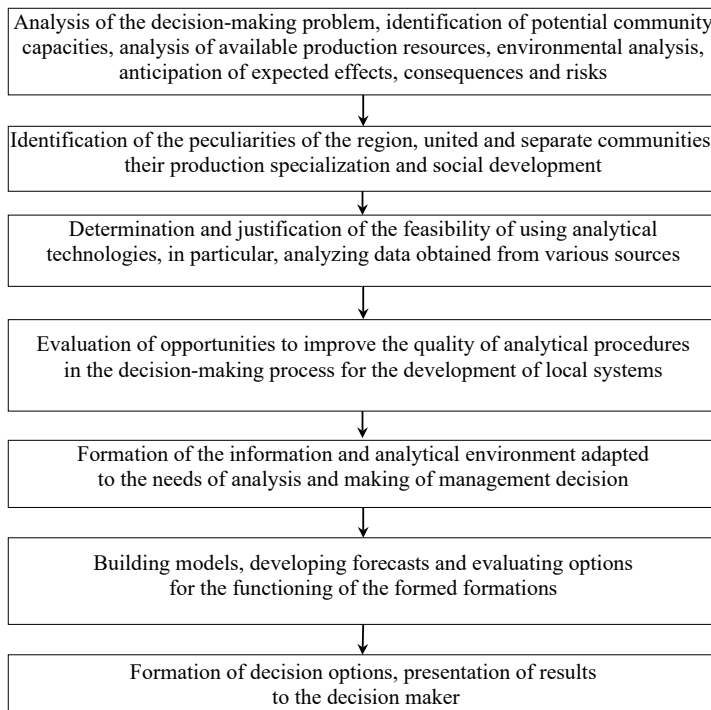 Analysis of the decision-making problem, identification of potential community
capacities, analysis of available production resources, environmental analysis,
anticipation of expected effects, consequences and risks
Identification of the peculiarities of the region, united and separate communities
their production specialization and social development
Determination and justification of the feasibility of using analytical
technologies, in particular, analyzing data obtained from various sources
Evaluation of opportunities to improve the quality of analytical procedures
in the decision-making process for the development of local systems
Formation of the information and analytical environment adapted
to the needs of analysis and making of management decision
Building models, developing forecasts and evaluating options
for the functioning of the formed formations
Formation of decision options, presentation of results
to the decision maker